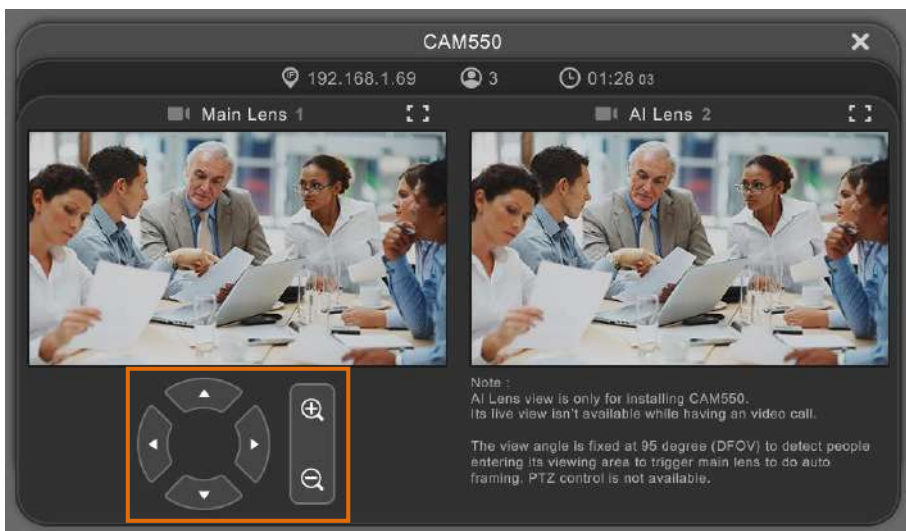 CAM550
192.168.1.69 3 01:28 03
Main Lens 1
AI Lens 2
Note :
AI Lens view is only for installing CAM550.
Its live view isn't available while having an video call.
The view angle is fixed at 95 degree (DFOV) to detect people
entering its viewing area to trigger main lens to do auto
framing. PTZ control is not available.